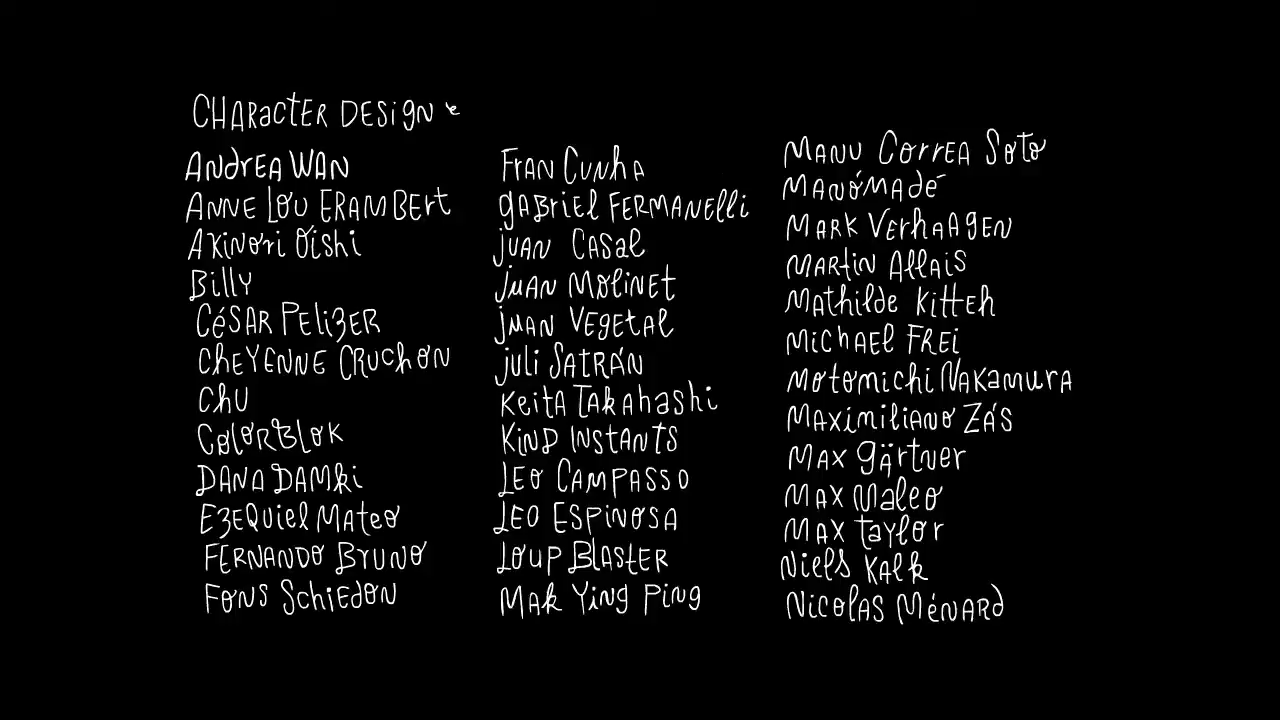 CHARACTER DESIGN
ANDREA WAN
ANNE LOU ERAMBERT
AKINORI OISHI
BILLY
CÉSAR PELIZER
CHEYENNE CRUCHON
CHU
COLORBLOK
DANA DAMKI
EZEQUIEL MATEO
FERNANDO BRUNO
FONS SCHIEDON
FRAN CUNHA
GABRIEL FERMANELLI
JUAN CASAL
JUAN MOLINET
JUAN VEGETAL
JULI SATRÁN
KEITA TAKAHASHI
KIND INSTANTS
LEO CAMPASSO
LEO ESPINOSA
LOUP BLASTER
MAK YING PING
MANU CORREA SOTO
MANÓMADE
MARK VERHAAGEN
MARTIN ALLAIS
MATHILDE KITTEH
MICHAEL FREI
MOTOMICHI NAKAMURA
MAXIMILIANO ZÁS
MAX GÄRTNER
MAX MALEO
MAX TAYLOR
NIELS KALK
NICOLAS MÉNARD